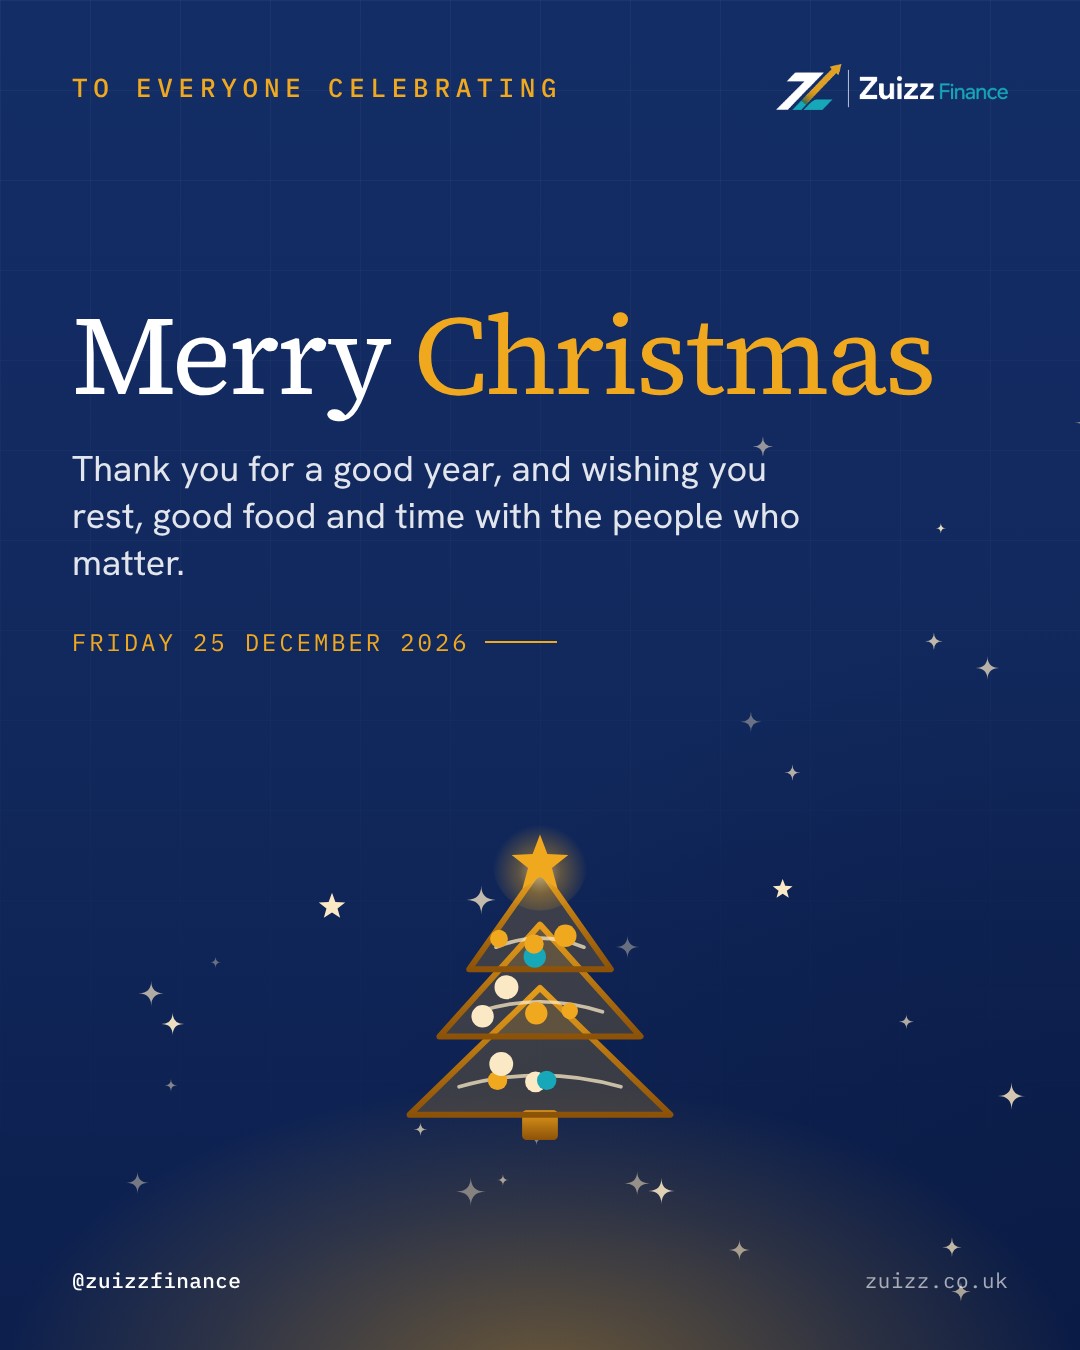 TO EVERYONE CELEBRATING
Zuizz Finance
Merry Christmas
Thank you for a good year, and wishing you
rest, good food and time with the people who
matter.
FRIDAY 25 DECEMBER 2026
@zuizzfinance
zuizz.co.uk